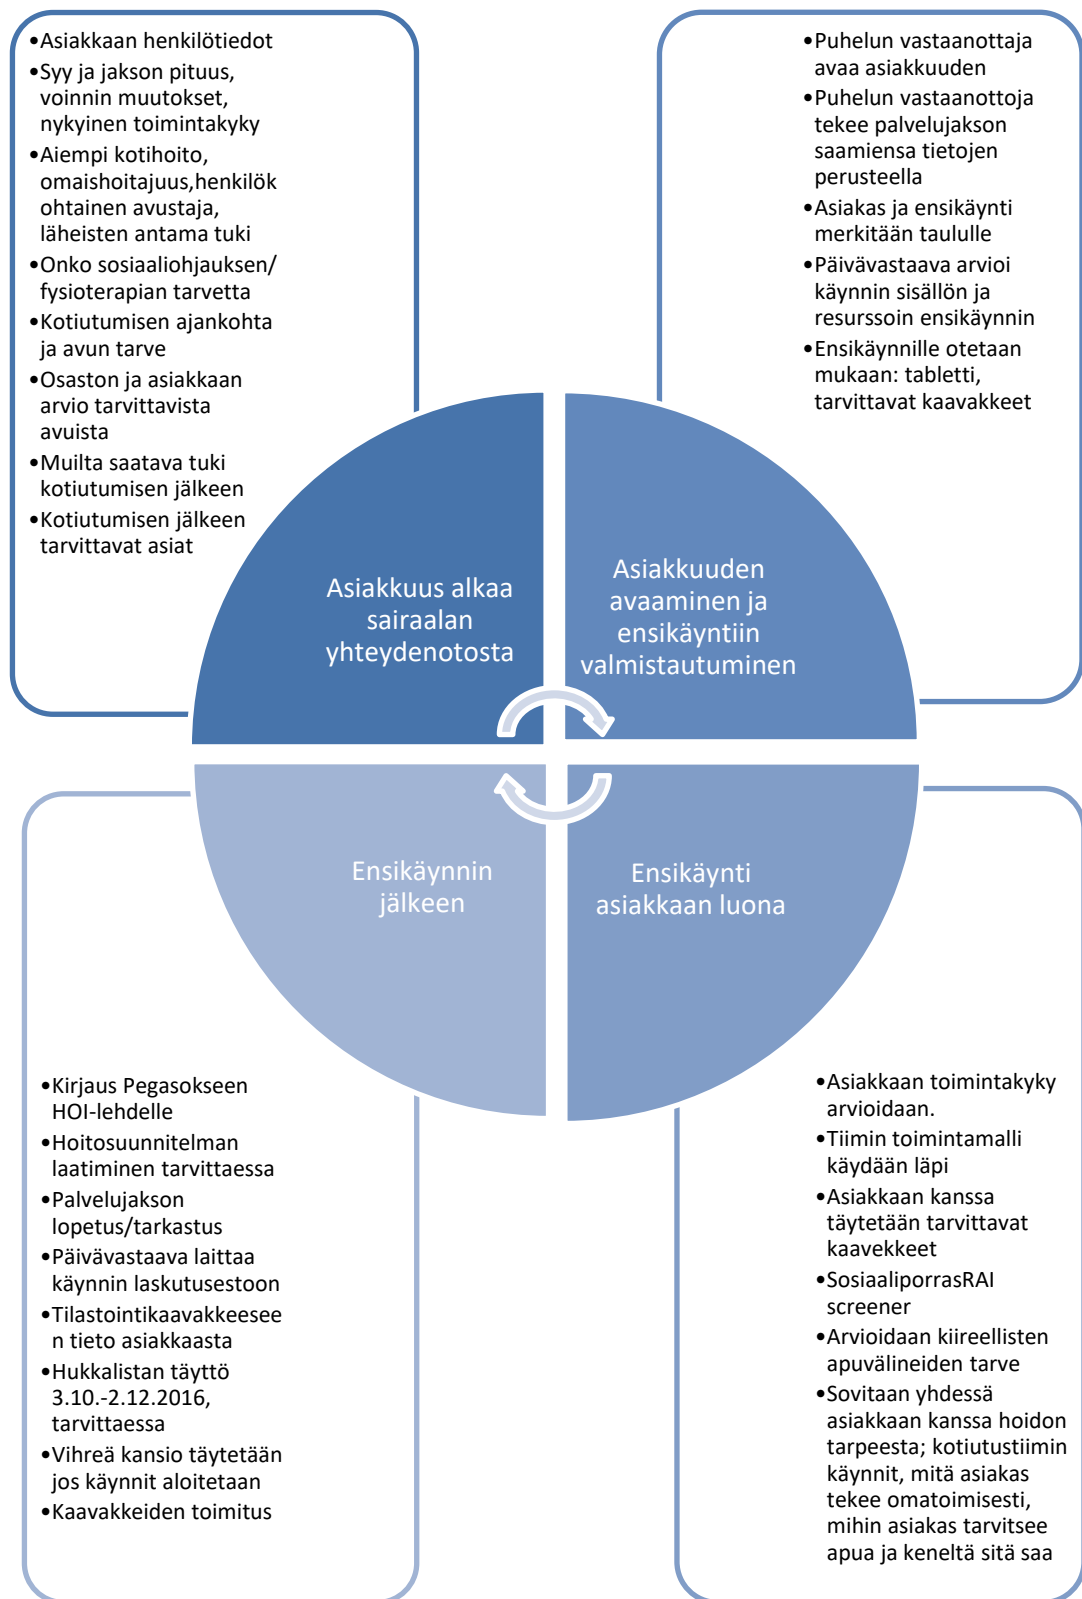 •Asiakkaan henkilötiedot
•Syy ja jakson pituus,
voinnin muutokset,
nykyinen toimintakyky
•Aiempi kotihoito,
omaishoitajuus,henkilök
ohtainen avustaja,
läheisten antama tuki
•Onko sosiaaliohjauksen/
fysioterapian tarvetta
•Kotiutumisen ajankohta
ja avun tarve
•Osaston ja asiakkaan
arvio tarvittavista
avuista
•Muilta saatava tuki
kotiutumisen jälkeen
•Kotiutumisen jälkeen
tarvittavat asiat
Asiakkuus alkaa
sairaalan
yhteydenotosta
•Puhelun vastaanottaja
avaa asiakkuuden
•Puhelun vastaanottoja
tekee palvelujakson
saamiensa tietojen
perusteella
•Asiakas ja ensikäynti
merkitään taululle
•Päivävastaava arvioi
käynnin sisällön ja
resurssoin ensikäynnin
•Ensikäynnille otetaan
mukaan: tabletti,
tarvittavat kaavakkeet
Asiakkuuden
avaaminen ja
ensikäyntiin
valmistautuminen
Ensikäynti
asiakkaan luona
•Asiakkaan toimintakyky
arvioidaan.
•Tiimin toimintamalli
käydään läpi
•Asiakkaan kanssa
täytetään tarvittavat
kaavekkeet
•SosiaaliporrasRAI
screener
•Arvioidaan kiireellisten
apuvälineiden tarve
•Sovitaan yhdessä
asiakkaan kanssa hoidon
tarpeesta; kotiutustiimin
käynnit, mitä asiakas
tekee omatoimisesti,
mihin asiakas tarvitsee
apua ja keneltä sitä saa
Ensikäynnin
jälkeen
•Kirjaus Pegasokseen
HOI-lehdelle
•Hoitosuunnitelman
laatiminen tarvittaessa
•Palvelujakson
lopetus/tarkastus
•Päivävastaava laittaa
käynnin laskutusestoon
•Tilastointikaavakkeesee
n tieto asiakkaasta
•Hukkalistan täyttö
3.10.-2.12.2016,
tarvittaessa
•Vihreä kansio täytetään
jos käynnit aloitetaan
•Kaavakkeiden toimitus